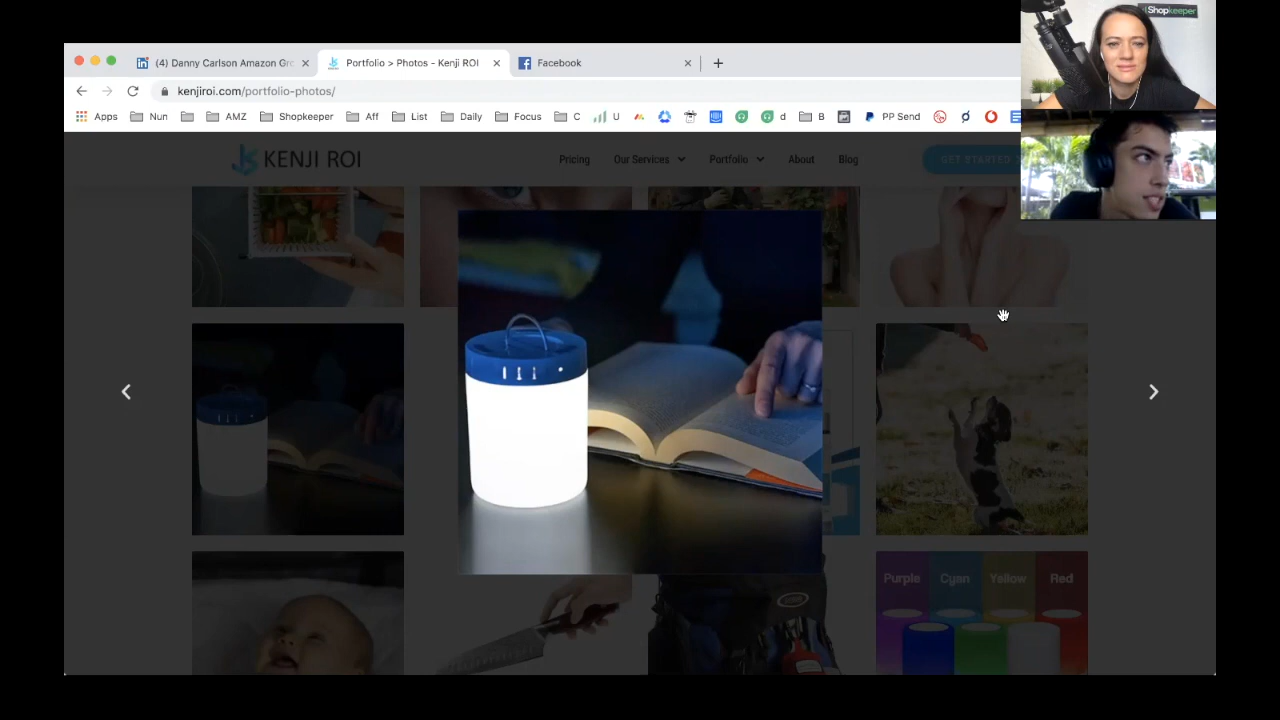 Shopkeeper
(4) Danny Carlson Amazon Gro
Portfolio > Photos - Kenji ROI
Facebook
kenjiroi.com/portfolio-photos/
Apps Nun AMZ Shopkeeper Aff List Daily Focus C U d B PP Send
KENJI ROI
Pricing Our Services Portfolio About Blog GET STARTED
Purple Cyan Yellow Red